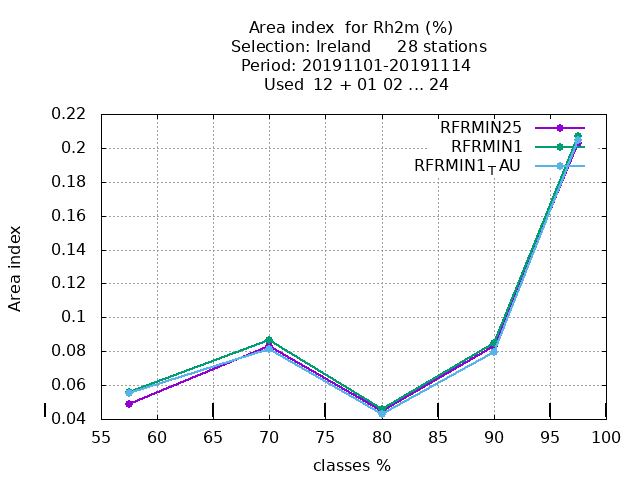 Area index  for Rh2m (%)
Selection: Ireland     28 stations
Period: 20191101-20191114
Used  12 + 01 02 ... 24
0.22
0.2
0.18
0.16
0.14
0.12
0.1
0.08
0.06
0.04
Area index
RFRMIN25
RFRMIN1
RFRMIN1TAU
55 60 65 70 75 80 85 90 95 100
classes %